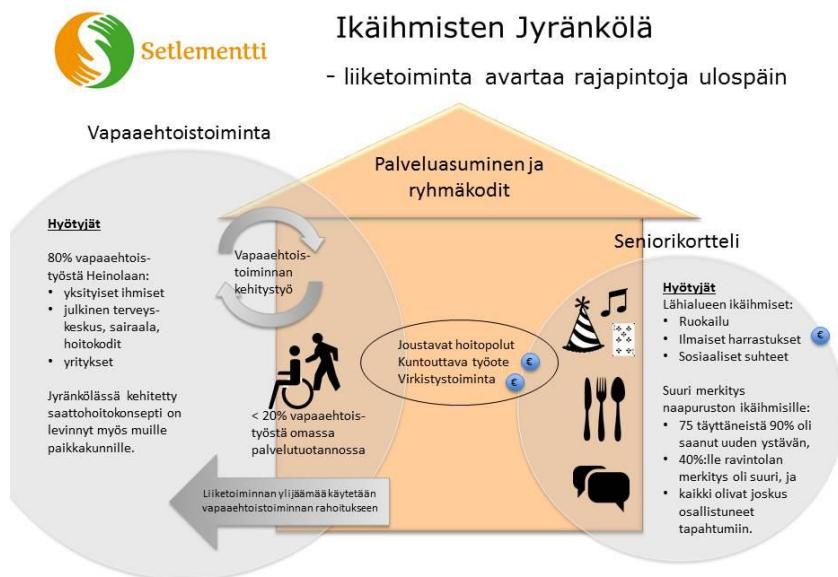 Setlementti
Ikäihmisten Jyränkölä
- liiketoiminta avartaa rajapintoja ulospäin
Vapaaehtoistoiminta
Hyötyjät
80% vapaaehtois-
työstä Heinolaan:
• yksityiset ihmiset
• julkinen terveys-
keskus, sairaala,
hoitokodit
• yritykset
Jyränkölässä kehitetty
saattohoitokonsepti on
levinnyt myös muille
paikkakunnille.
Vapaaehtois-
toiminnan
kehitystyö
< 20% vapaaehtois-
työstä omassa
palvelutuotannossa
Liiketoiminnan ylijäämä käytetään
vapaaehtoistoiminnan rahoitukseen
Palveluasuminen ja
ryhmäkodit
Joustavat hoitopolut
Kuntouttava työote €
Virkistystoiminta €
Seniorikortteli
Hyötyjät
Lähialueen ikäihmiset:
• Ruokailu
• Ilmaiset harrastukset €
• Sosiaaliset suhteet
Suuri merkitys
naapuruston ikäihmisille:
• 75 täyttäneistä 90% oli
saanut uuden ystävän,
• 40%:lle ravintolan
merkitys oli suuri, ja
• kaikki olivat joskus
osallistuneet
tapahtumiin.